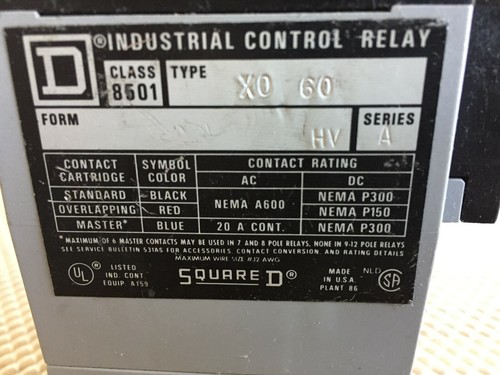 D ® INDUSTRIAL CONTROL RELAY
CLASS 8501 TYPE XO 60
FORM HV SERIES A
CONTACT CARTRIDGE SYMBOL COLOR CONTACT RATING
AC DC
STANDARD BLACK NEMA A600 NEMA P300
OVERLAPPING RED NEMA P150
MASTER* BLUE 20 A CONT. NEMA P300
*MAXIMUM OF 6 MASTER CONTACTS MAY BE USED IN 7 AND 8 POLE RELAYS, NONE IN 9-12 POLE RELAYS
SEE SERVICE BULLETIN 531AS FOR ACCESSORIES, CONTACT CONVERSION, AND CONTACT RATING DETAILS.
MAXIMUM WIRE SIZE #12 AWG
UL ® LISTED IND. CONT. EQUIP. A159
SQUARE D ®
MADE IN U.S.A. PLANT 86
NLD SA